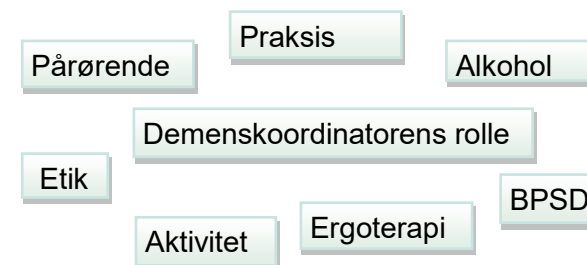 Praksis
Pårørende
Alkohol
Demenskoordinatorens rolle
Etik
BPSD
Ergoterapi
Aktivitet